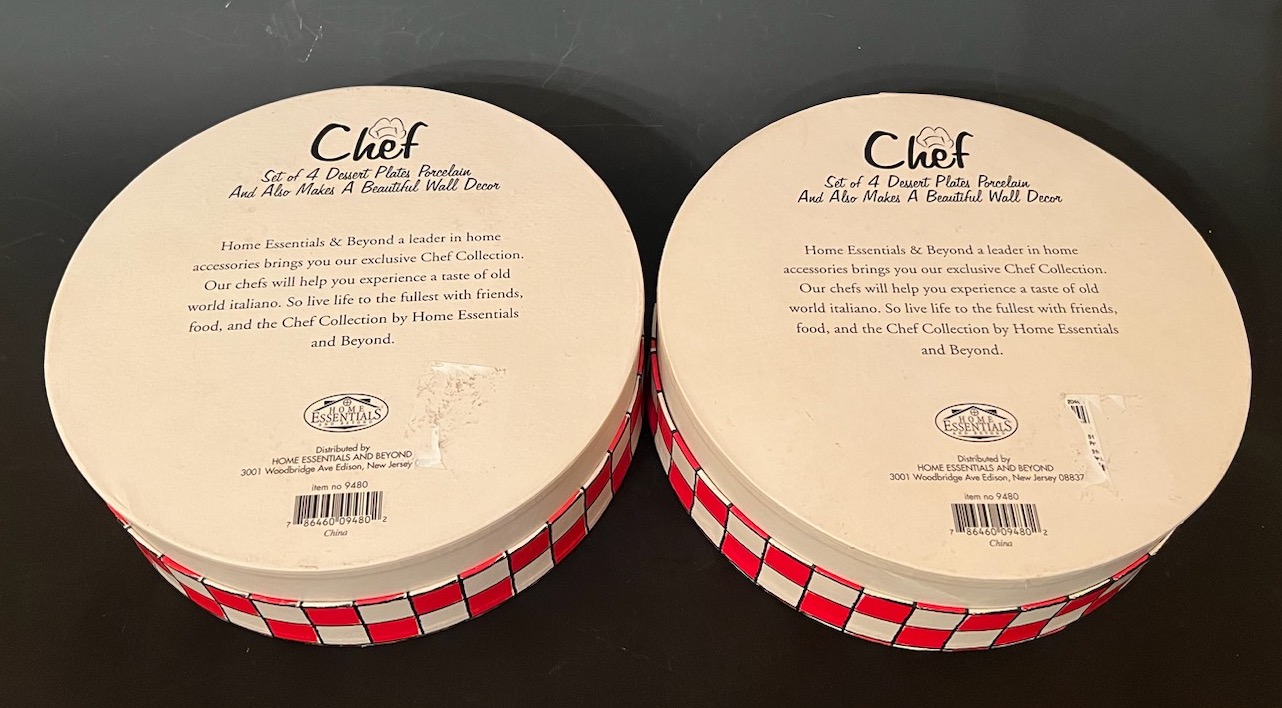 Chef
Set of 4 Dessert Plates Porcelain
And Also Makes A Beautiful Wall Decor
Home Essentials & Beyond a leader in home
accessories brings you our exclusive Chef Collection.
Our chefs will help you experience a taste of old
world italiano. So live life to the fullest with friends,
food, and the Chef Collection by Home Essentials
and Beyond.
HOME
ESSENTIALS
AND BEYOND
Distributed by
HOME ESSENTIALS AND BEYOND
3001 Woodbridge Ave Edison, New Jersey
item no 9480
7 86460 09480 2
China
Chef
Set of 4 Dessert Plates Porcelain
And Also Makes A Beautiful Wall Decor
Home Essentials & Beyond a leader in home
accessories brings you our exclusive Chef Collection.
Our chefs will help you experience a taste of old
world italiano. So live life to the fullest with friends,
food, and the Chef Collection by Home Essentials
and Beyond.
HOME
ESSENTIALS
AND BEYOND
Distributed by
HOME ESSENTIALS AND BEYOND
3001 Woodbridge Ave Edison, New Jersey 08837
item no 9480
7 86460 09480 2
China